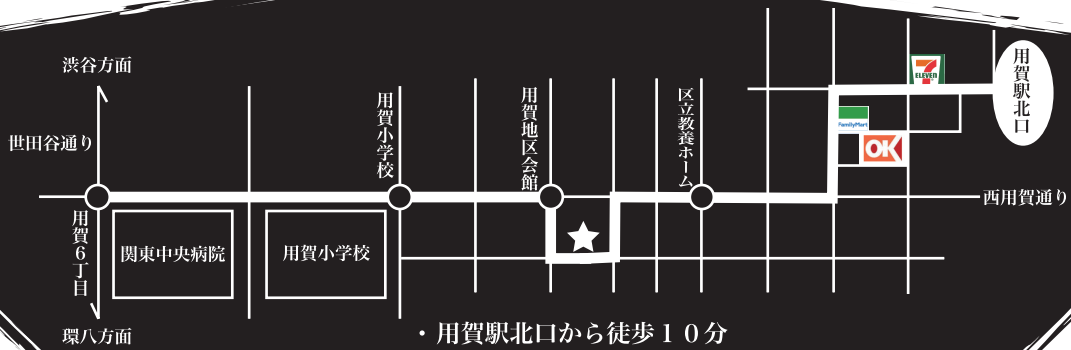 渋谷方面
世田谷通り
用賀6丁目
環八方面
関東中央病院
用賀小学校
用賀小学校
用賀地区会館
区立教養ホーム
7
ELEVEN
FamilyMart
OK
用賀駅北口
西用賀通り
・用賀駅北口から徒歩１０分